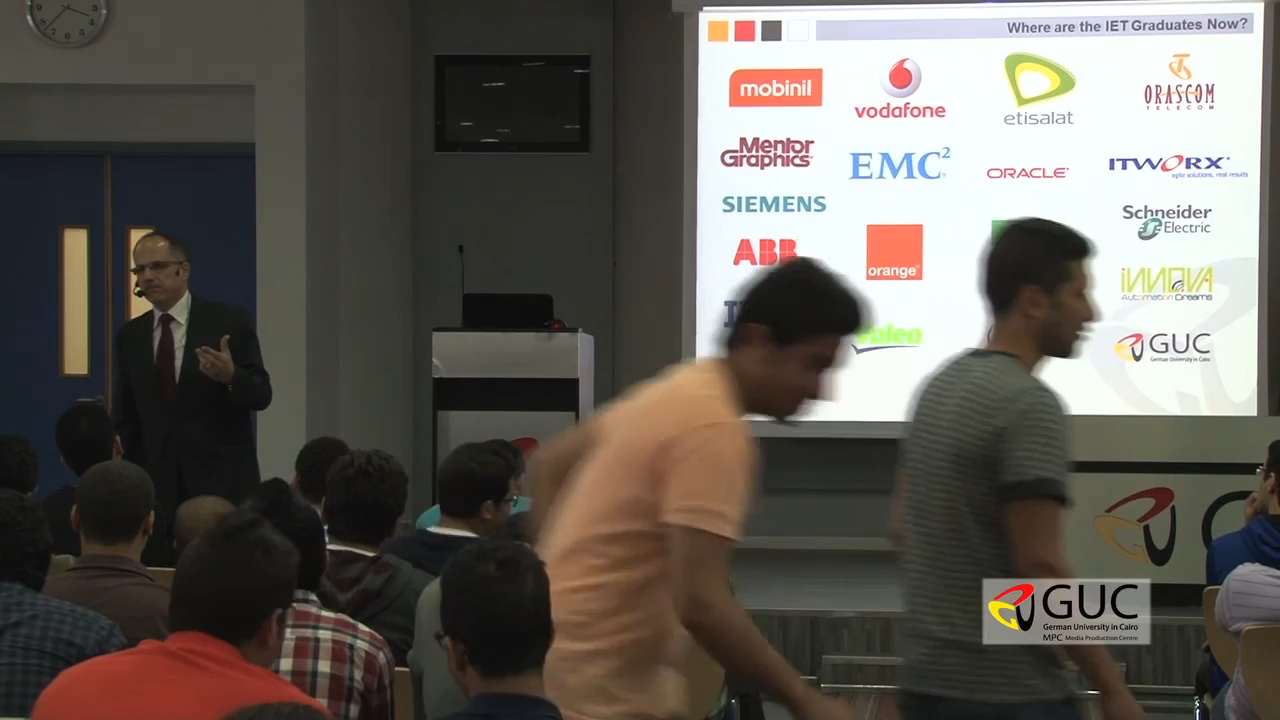 Where are the IET Graduates Now?
mobinil
vodafone
etisalat
ORASCOM
TELECOM
Mentor
Graphics
EMC²
ORACLE
ITWORX
agile solutions, real results
SIEMENS
Schneider
Electric
ABB
orange
INNOVA
Automation Dreams
Valeo
GUC
German University in Cairo
GUC
German University in Cairo
MPC Media Production Centre